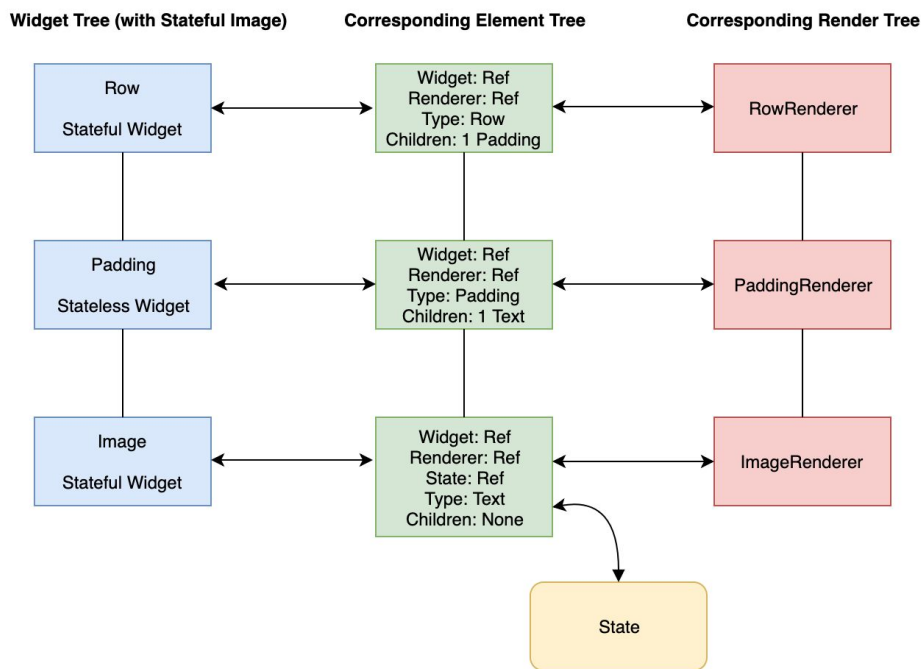 Widget Tree (with Stateful Image)
Corresponding Element Tree
Corresponding Render Tree
Row
Stateful Widget
Widget: Ref
Renderer: Ref
Type: Row
Children: 1 Padding
RowRenderer
Padding
Stateless Widget
Widget: Ref
Renderer: Ref
Type: Padding
Children: 1 Text
PaddingRenderer
Image
Stateful Widget
Widget: Ref
Renderer: Ref
State: Ref
Type: Text
Children: None
ImageRenderer
State